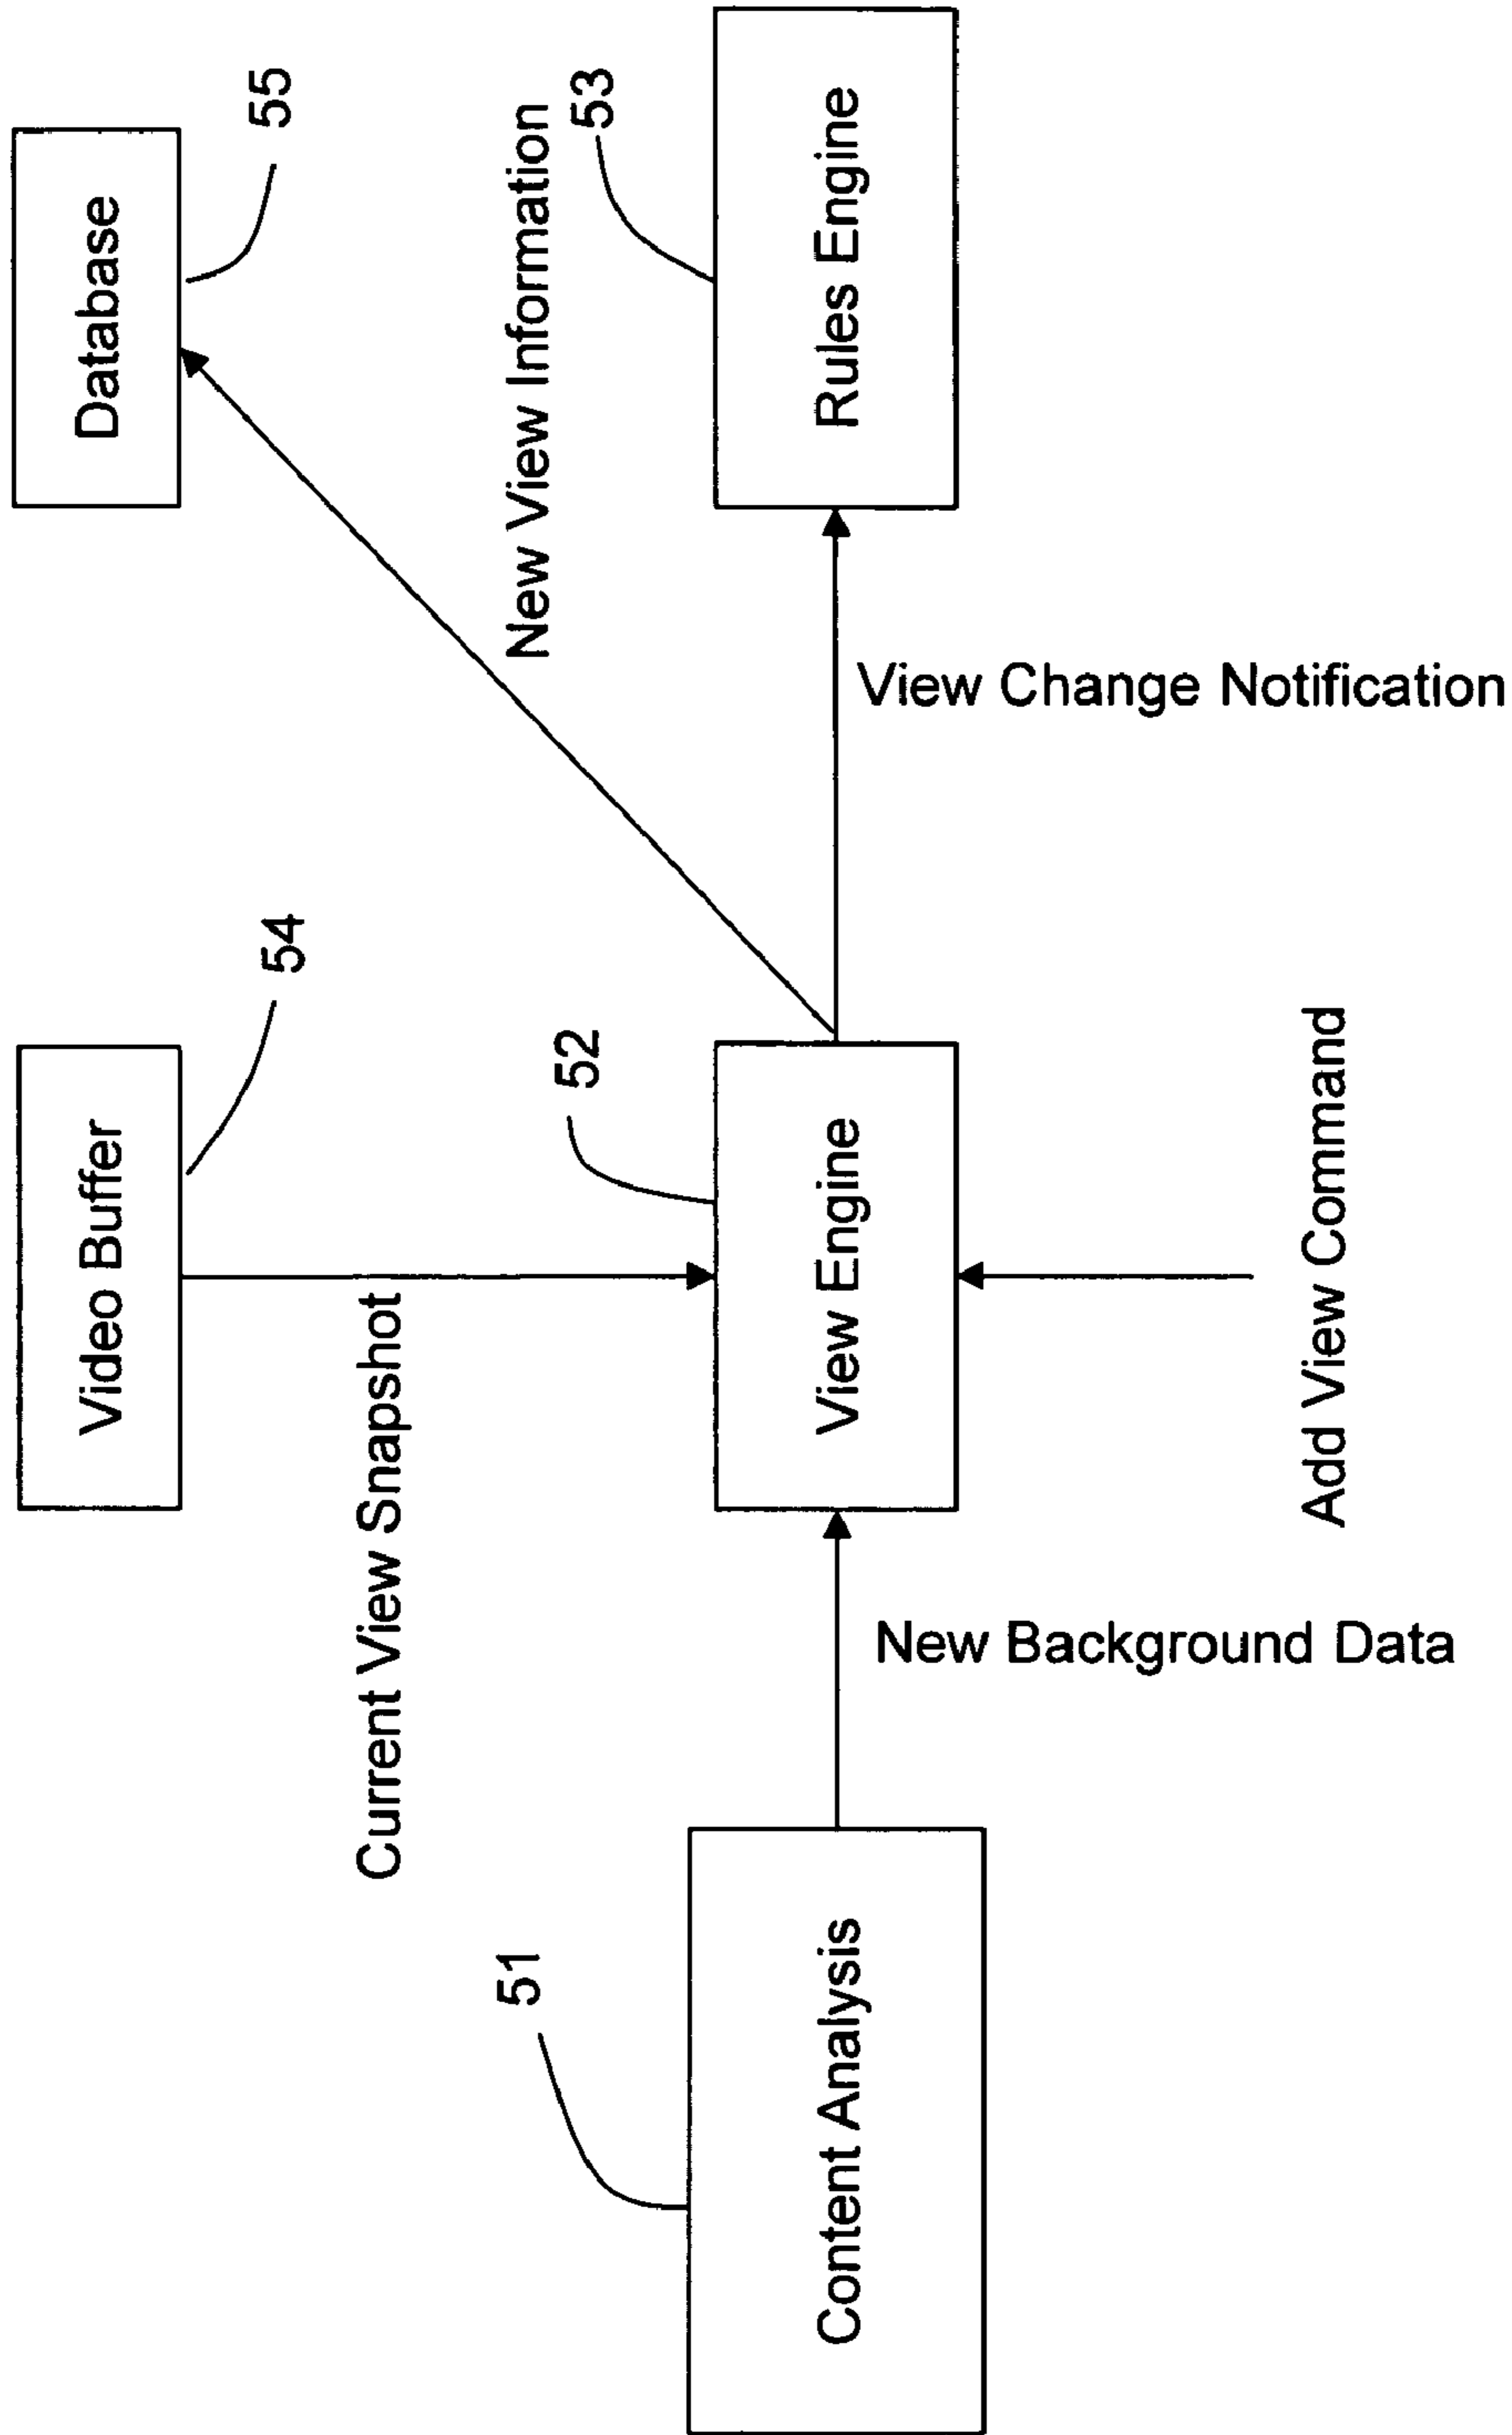 Video Buffer
54
Database
55
Current View Snapshot
New View Information
51
52
53
Content Analysis
View Engine
Rules Engine
New Background Data
View Change Notification
Add View Command